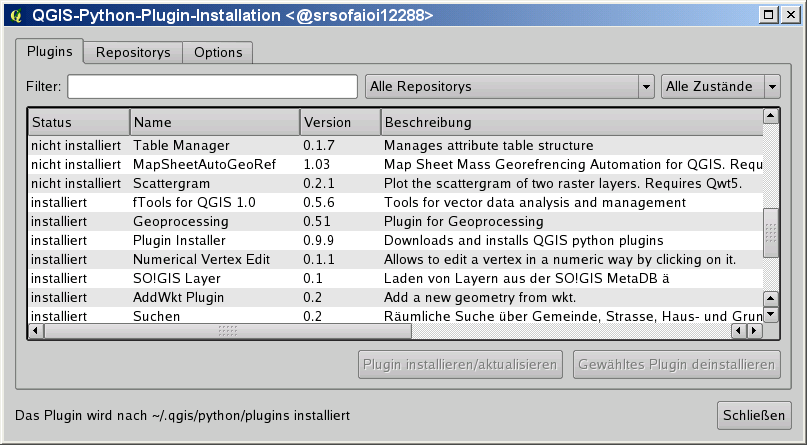 QGIS-Python-Plugin-Installation <@srsofaioi12288>
Plugins Repositorys Options
Filter: Alle Repositorys Alle Zustände
Status Name Version Beschreibung
nicht installiert Table Manager 0.1.7 Manages attribute table structure
nicht installiert MapSheetAutoGeoRef 1.03 Map Sheet Mass Georefrencing Automation for QGIS. Requ
nicht installiert Scattergram 0.2.1 Plot the scattergram of two raster layers. Requires Qwt5.
installiert fTools for QGIS 1.0 0.5.6 Tools for vector data analysis and management
installiert Geoprocessing 0.51 Plugin for Geoprocessing
installiert Plugin Installer 0.9.9 Downloads and installs QGIS python plugins
installiert Numerical Vertex Edit 0.1.1 Allows to edit a vertex in a numeric way by clicking on it.
installiert SO!GIS Layer 0.1 Laden von Layern aus der SO!GIS MetaDB ä
installiert AddWkt Plugin 0.2 Add a new geometry from wkt.
installiert Suchen 0.2 Räumliche Suche über Gemeinde, Strasse, Haus- und Grun
Plugin installieren/aktualisieren Gewähltes Plugin deinstallieren
Das Plugin wird nach ~/.qgis/python/plugins installiert Schließen